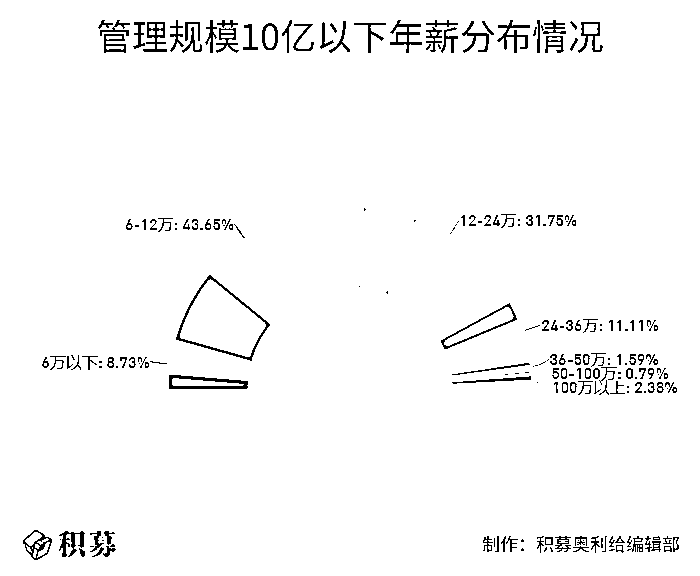 管理规模10亿以下年薪分布情况
6-12万: 43.65%
12-24万: 31.75%
24-36万: 11.11%
6万以下: 8.73%
36-50万: 1.59%
50-100万: 0.79%
100万以上: 2.38%
积募
制作：积募奥利给编辑部